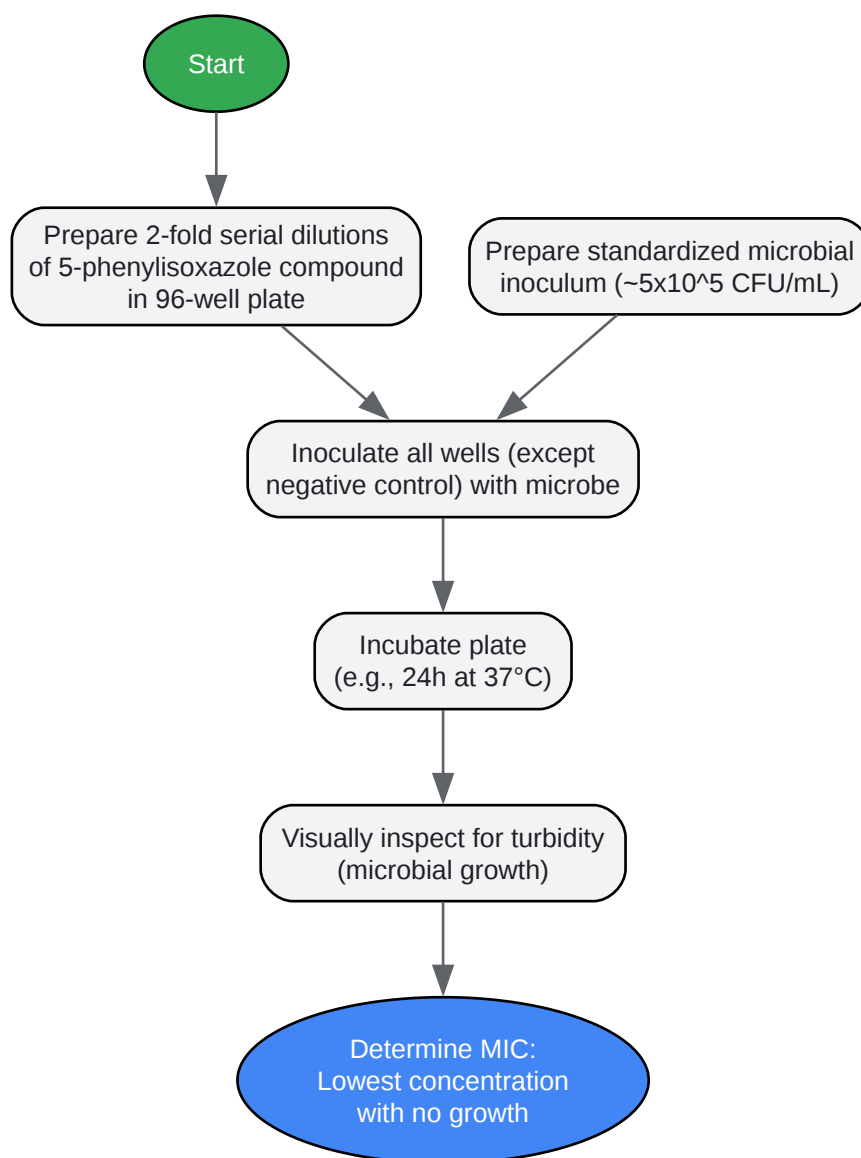 Start
Prepare 2-fold serial dilutions
of 5-phenylisoxazole compound
in 96-well plate
Prepare standardized microbial
inoculum (~5x10^5 CFU/mL)
Inoculate all wells (except
negative control) with microbe
Incubate plate
(e.g., 24h at 37°C)
Visually inspect for turbidity
(microbial growth)
Determine MIC:
Lowest concentration
with no growth